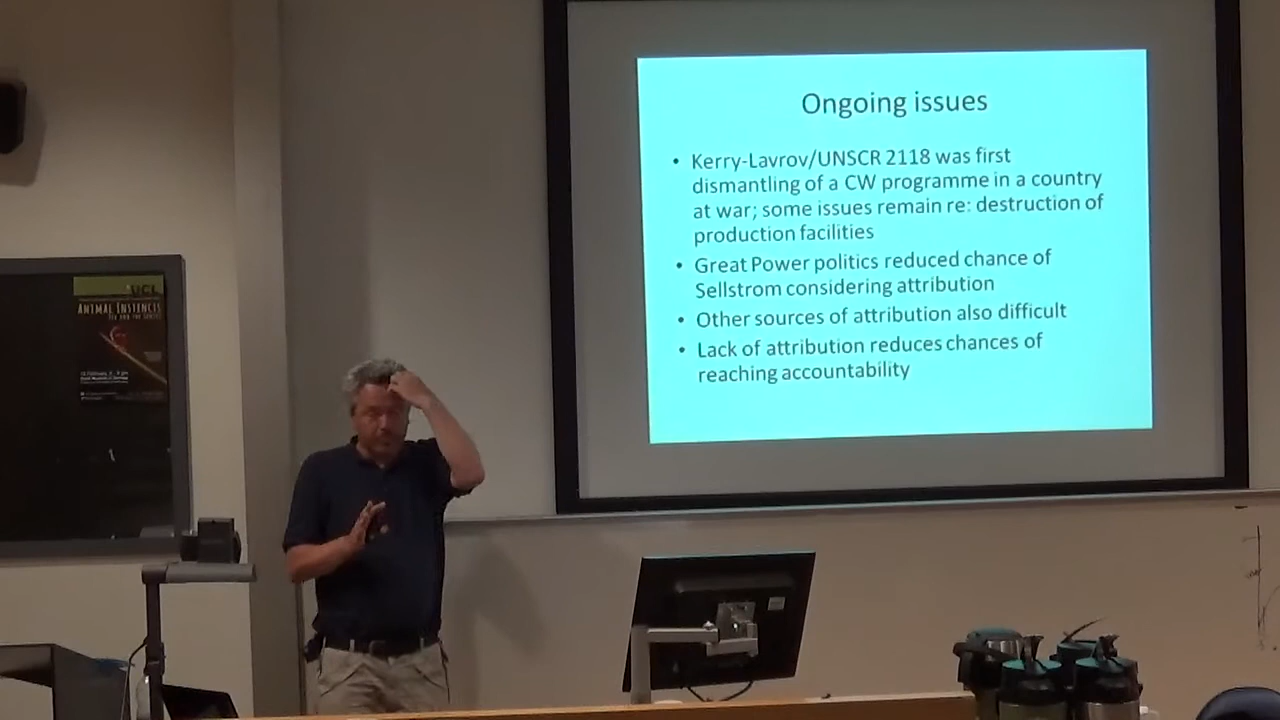 Ongoing issues
• Kerry-Lavrov/UNSCR 2118 was first
dismantling of a CW programme in a country
at war; some issues remain re: destruction of
production facilities
• Great Power politics reduced chance of
Sellstrom considering attribution
• Other sources of attribution also difficult
• Lack of attribution reduces chances of
reaching accountability
UCL
ANIMAL INSTINCTS